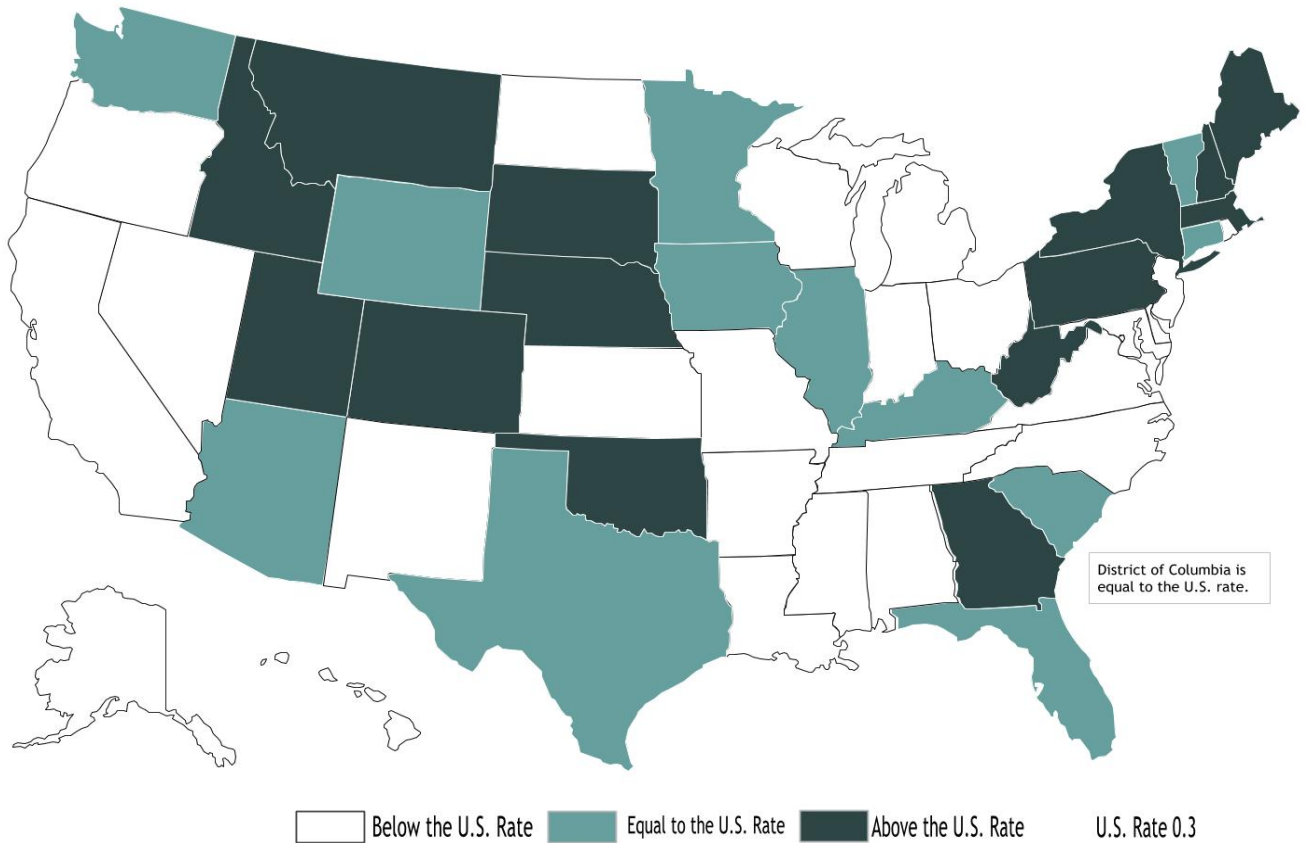 District of Columbia is
equal to the U.S. rate.
Below the U.S. Rate
Equal to the U.S. Rate
Above the U.S. Rate
U.S. Rate 0.3